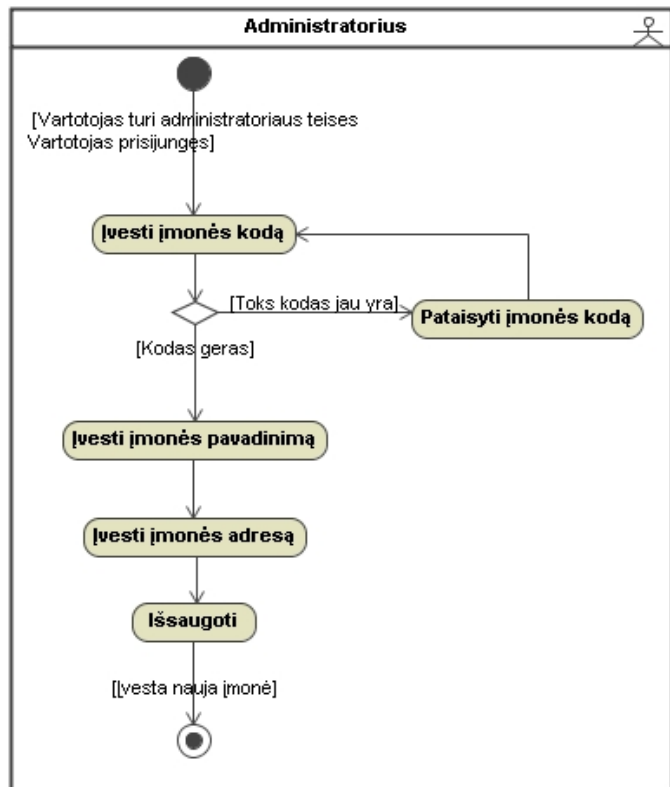 Administratorius
[Vartotojas turi administratoriaus teises
Vartotojas prisijungęs]
Įvesti įmonės kodą
[Toks kodas jau yra]
Pataisyti įmonės kodą
[Kodas geras]
Įvesti įmonės pavadinimą
Įvesti įmonės adresą
Išsaugoti
[Įvesta nauja įmonė]